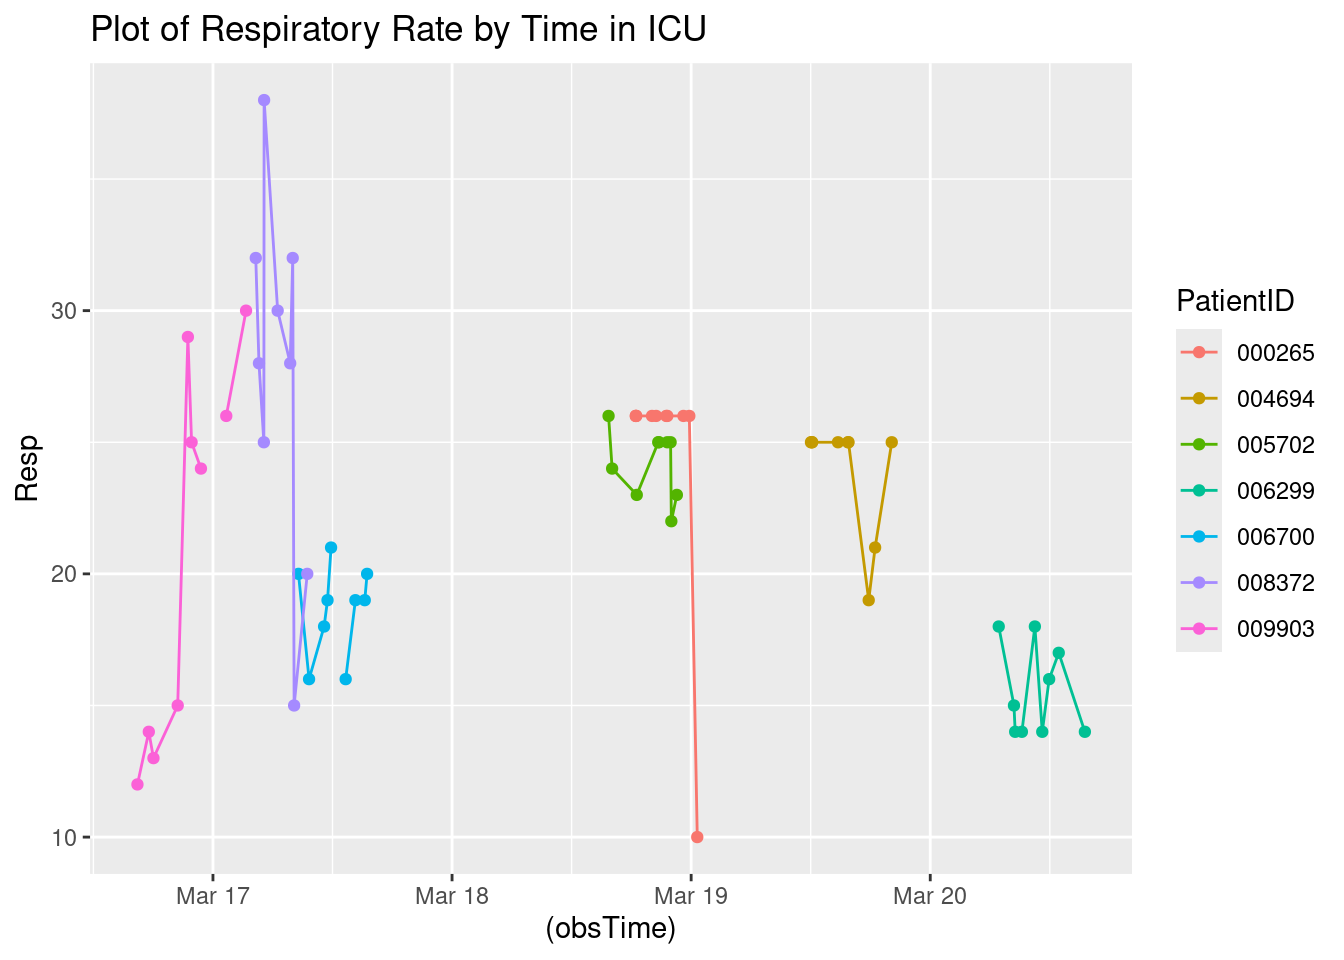 Plot of Respiratory Rate by Time in ICU
Resp
30
20
10
Mar 17 Mar 18 Mar 19 Mar 20
(obsTime)
PatientID
000265
004694
005702
006299
006700
008372
009903